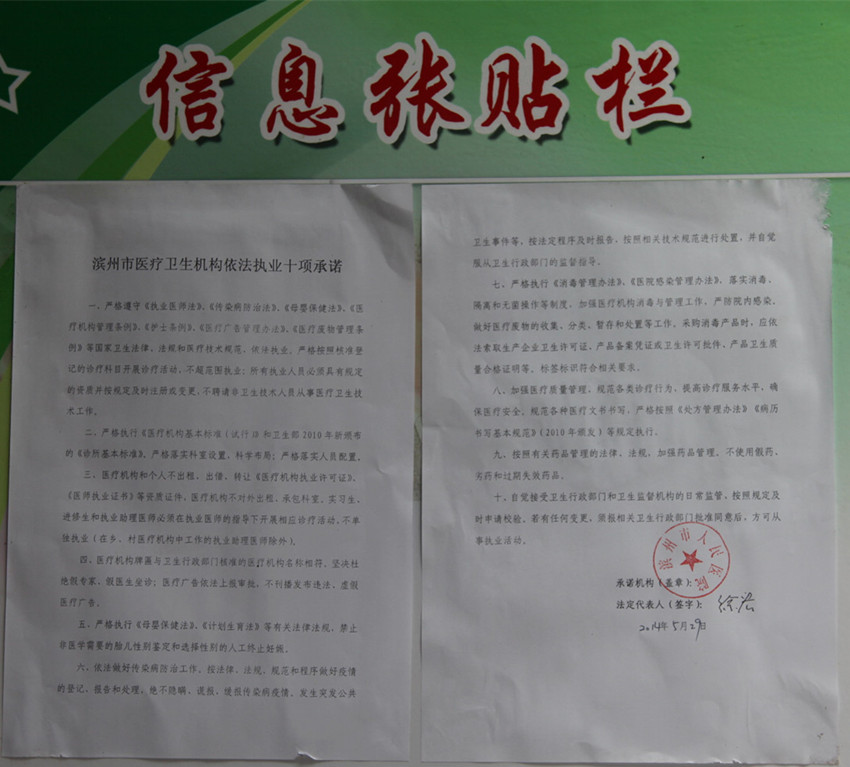 信息张贴栏
滨州市医疗卫生机构依法执业十项承诺
一、严格遵守《执业医师法》、《传染病防治法》、《母婴保健法》、《医
疗机构管理条例》、《护士条例》、《医疗广告管理办法》、《医疗废物管理条
例》等国家卫生法律、法规和医疗技术规范，依法执业，严格按照核准登
记的诊疗科目开展诊疗活动，不超范围执业；所有执业人员必须具有规定
的资质并按规定及时注册或变更，不聘请非卫生技术人员从事医疗卫生技
术工作。
二、严格执行《医疗机构基本标准（试行）》和卫生部2010年新颁布
的《诊所基本标准》，严格落实科室设置，科学布局；严格落实人员配置。
三、医疗机构和个人不出租、出借、转让《医疗机构执业许可证》、
《医师执业证书》等资质证件，医疗机构不对外出租、承包科室，实习生、
进修生和执业助理医师必须在执业医师的指导下开展相应诊疗活动，不单
独执业（在乡、村医疗机构中工作的执业助理医师除外）。
四、医疗机构牌匾与卫生行政部门核准的医疗机构名称相符，坚决杜
绝假专家、假医生坐诊；医疗广告依法上报审批，不刊播发布违法、虚假
医疗广告。
五、严格执行《母婴保健法》、《计划生育法》等有关法律法规，禁止
非医学需要的胎儿性别鉴定和选择性别的人工终止妊娠。
六、依法做好传染病防治工作，按法律、法规、规范和程序做好疫情
的登记、报告和处理，绝不隐瞒、谎报、缓报传染病疫情，发生突发公共
卫生事件等，按法定程序及时报告，按照相关技术规范进行处置，并自觉
服从卫生行政部门的监督指导。
七、严格执行《消毒管理办法》、《医院感染管理办法》，落实消毒、
隔离和无菌操作等制度，加强医疗机构消毒与管理工作，严防院内感染，
做好医疗废物的收集、分类、暂存和处置等工作。采购消毒产品时，应依
法索取生产企业卫生许可证、产品备案凭证或卫生许可批件、产品卫生质
量合格证明等，标签标识符合相关要求。
八、加强医疗质量管理，规范各类诊疗行为，提高诊疗服务水平，确
保医疗安全。规范各种医疗文书书写，严格按照《处方管理办法》《病历
书写基本规范》（2010年颁发）等规定执行。
九、按照有关药品管理的法律、法规，加强药品管理，不使用假药、
劣药和过期失效药品。
十、自觉接受卫生行政部门和卫生监督机构的日常监管，按照规定及
时申请校验，若有任何变更，须报相关卫生行政部门批准同意后，方可从
事执业活动。
滨州市人民医院
承诺机构（盖章）：
法定代表人（签字）：
2014年5月29日